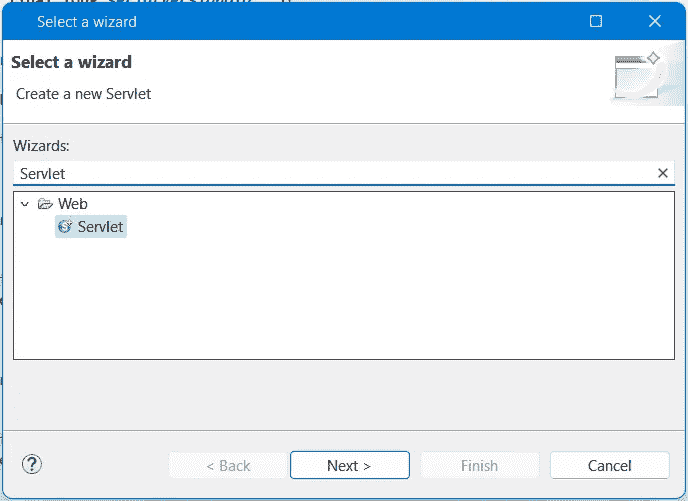 Select a wizard
Select a wizard
Create a new Servlet
Wizards:
Servlet
Web
Servlet
< Back Next > Finish Cancel